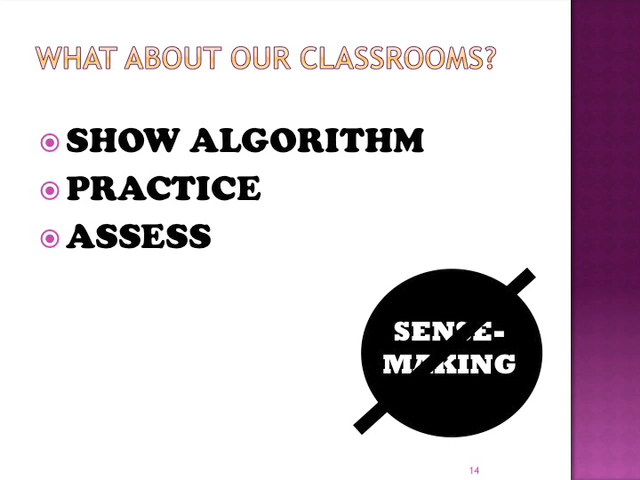 WHAT ABOUT OUR CLASSROOMS?
SHOW ALGORITHM
PRACTICE
ASSESS
SENSE-
MAKING
14